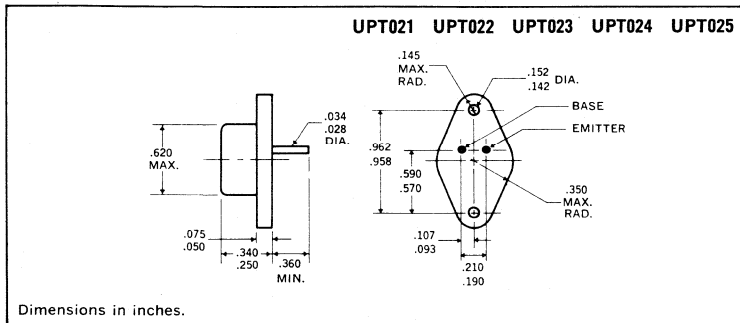 UPT021 UPT022 UPT023 UPT024 UPT025
.145
MAX.
RAD.
.152
.142
DIA.
BASE
EMITTER
.034
.028
DIA.
.620
MAX.
.962
.958
.590
.570
.350
MAX.
RAD.
.075
.050
.340
.250
.360
MIN.
.107
.093
.210
.190
Dimensions in inches.